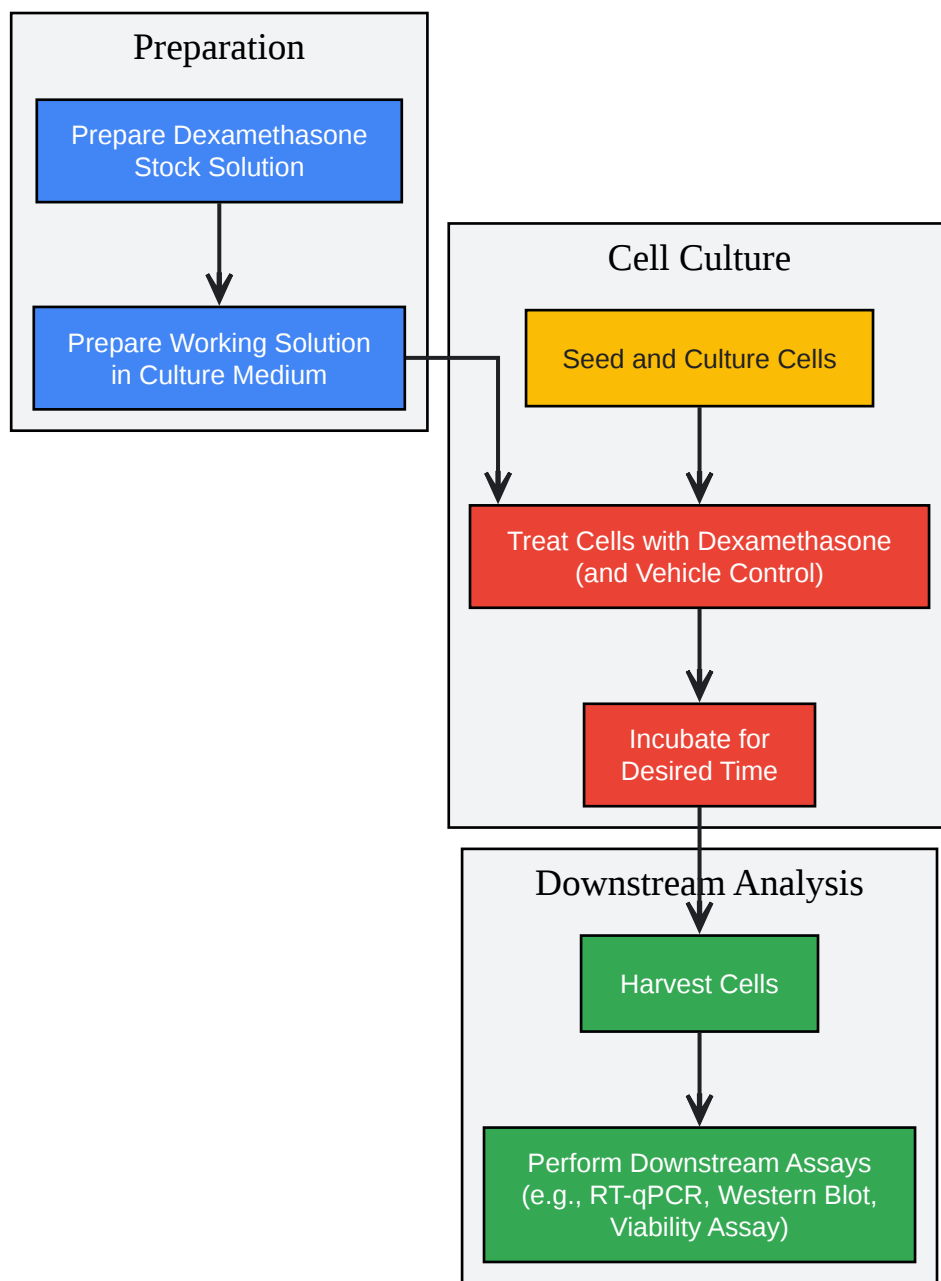 Preparation
Prepare Dexamethasone
Stock Solution
Prepare Working Solution
in Culture Medium
Cell Culture
Seed and Culture Cells
Treat Cells with Dexamethasone
(and Vehicle Control)
Incubate for
Desired Time
Downstream Analysis
Harvest Cells
Perform Downstream Assays
(e.g., RT-qPCR, Western Blot,
Viability Assay)